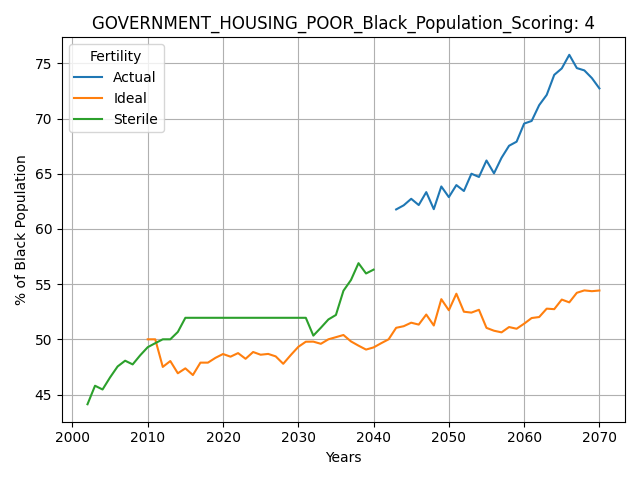 GOVERNMENT_HOUSING_POOR_Black_Population_Scoring: 4
Fertility
Actual
Ideal
Sterile
% of Black Population
75
70
65
60
55
50
45
2000
2010
2020
2030
2040
2050
2060
2070
Years